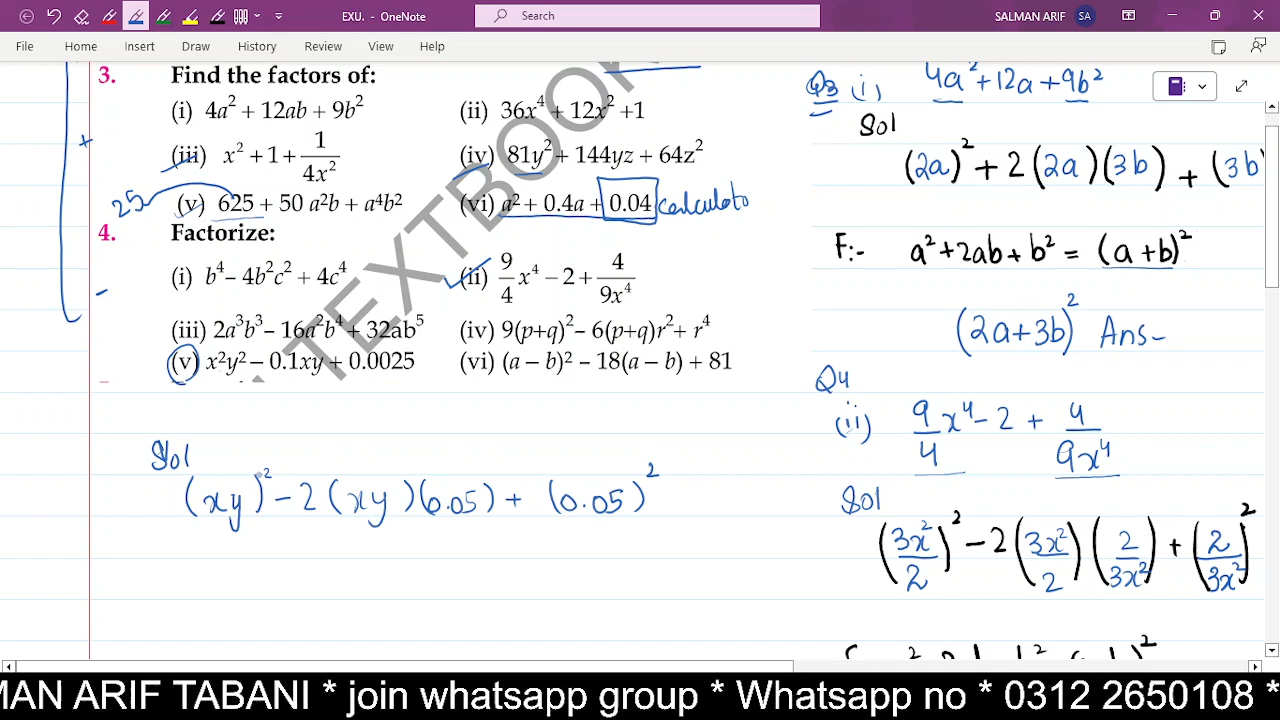 EXU. - OneNote
Search
SALMAN ARIF SA
File Home Insert Draw History Review View Help
3. Find the factors of:
(i) 4a² + 12ab + 9b² (ii) 36x⁴ + 12x² +1
(iii) x² + 1 + 1/4x² (iv) 81y² + 144yz + 64z²
25 (v) 625 + 50 a²b + a⁴b² (vi) a² + 0.4a + 0.04 calculato
4. Factorize:
(i) b⁴ – 4b²c² + 4c⁴ (ii) 9/4 x⁴ – 2 + 4/9x⁴
(iii) 2a³b³ – 16a²b⁴ + 32ab⁵ (iv) 9(p+q)² – 6(p+q)r² + r⁴
(v) x²y² – 0.1xy + 0.0025 (vi) (a – b)² – 18(a – b) + 81
TEXTBOOK
Sol
(xy)² - 2(xy)(0.05) + (0.05)²
Q3 (i) 4a² + 12a + 9b²
Sol
(2a)² + 2(2a)(3b) + (3b
F:- a² + 2ab + b² = (a + b)²
(2a + 3b)² Ans-
Q4
(ii) 9/4 x⁴ - 2 + 4/9x⁴
Sol
(3x²/2)² - 2(3x²/2)(2/3x²) + (2/3x²)²
MAN ARIF TABANI * join whatsapp group * Whatsapp no * 0312 2650108 *